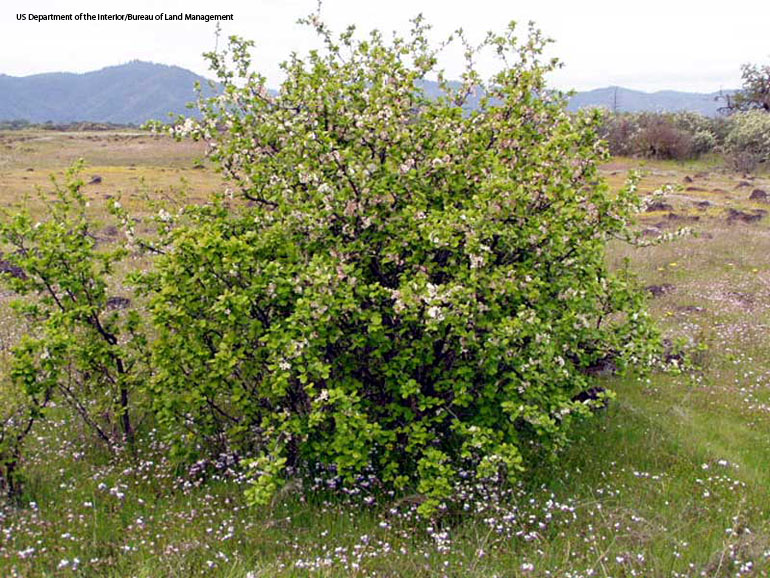 US Department of the Interior/Bureau of Land Management